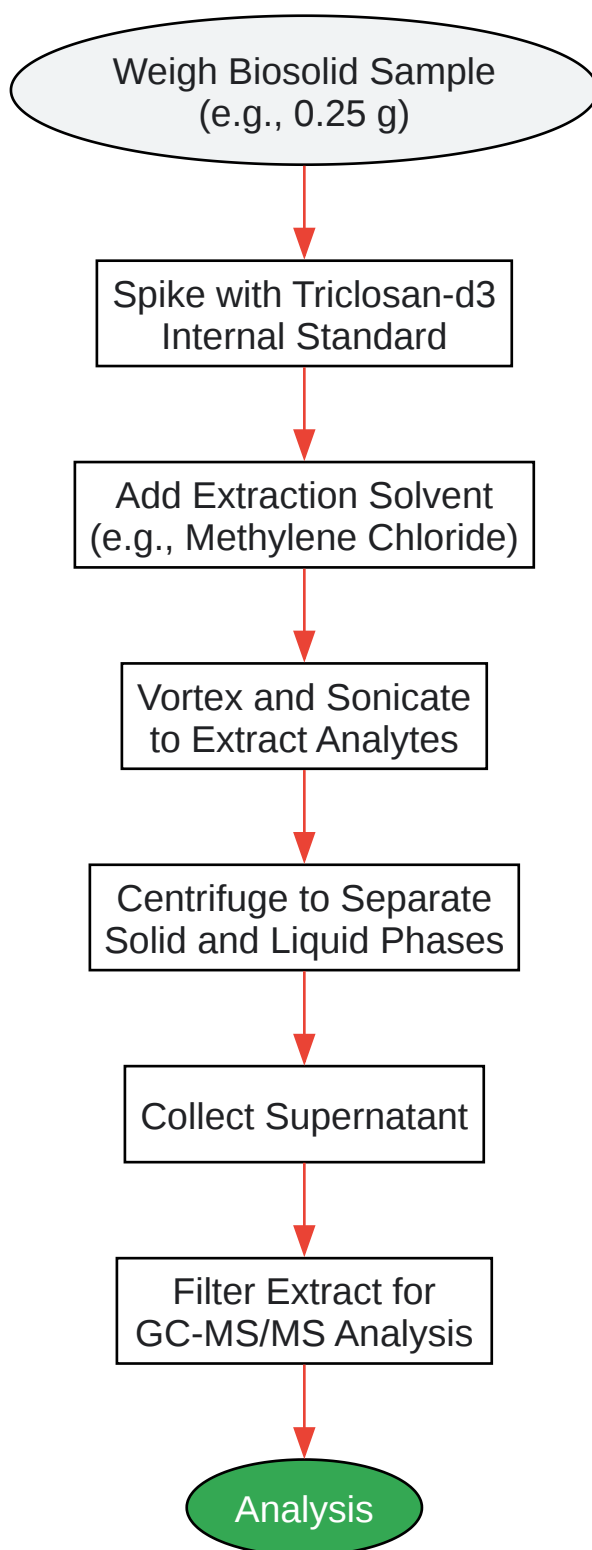 Weigh Biosolid Sample
(e.g., 0.25 g)
Spike with Triclosan-d3
Internal Standard
Add Extraction Solvent
(e.g., Methylene Chloride)
Vortex and Sonicate
to Extract Analytes
Centrifuge to Separate
Solid and Liquid Phases
Collect Supernatant
Filter Extract for
GC-MS/MS Analysis
Analysis